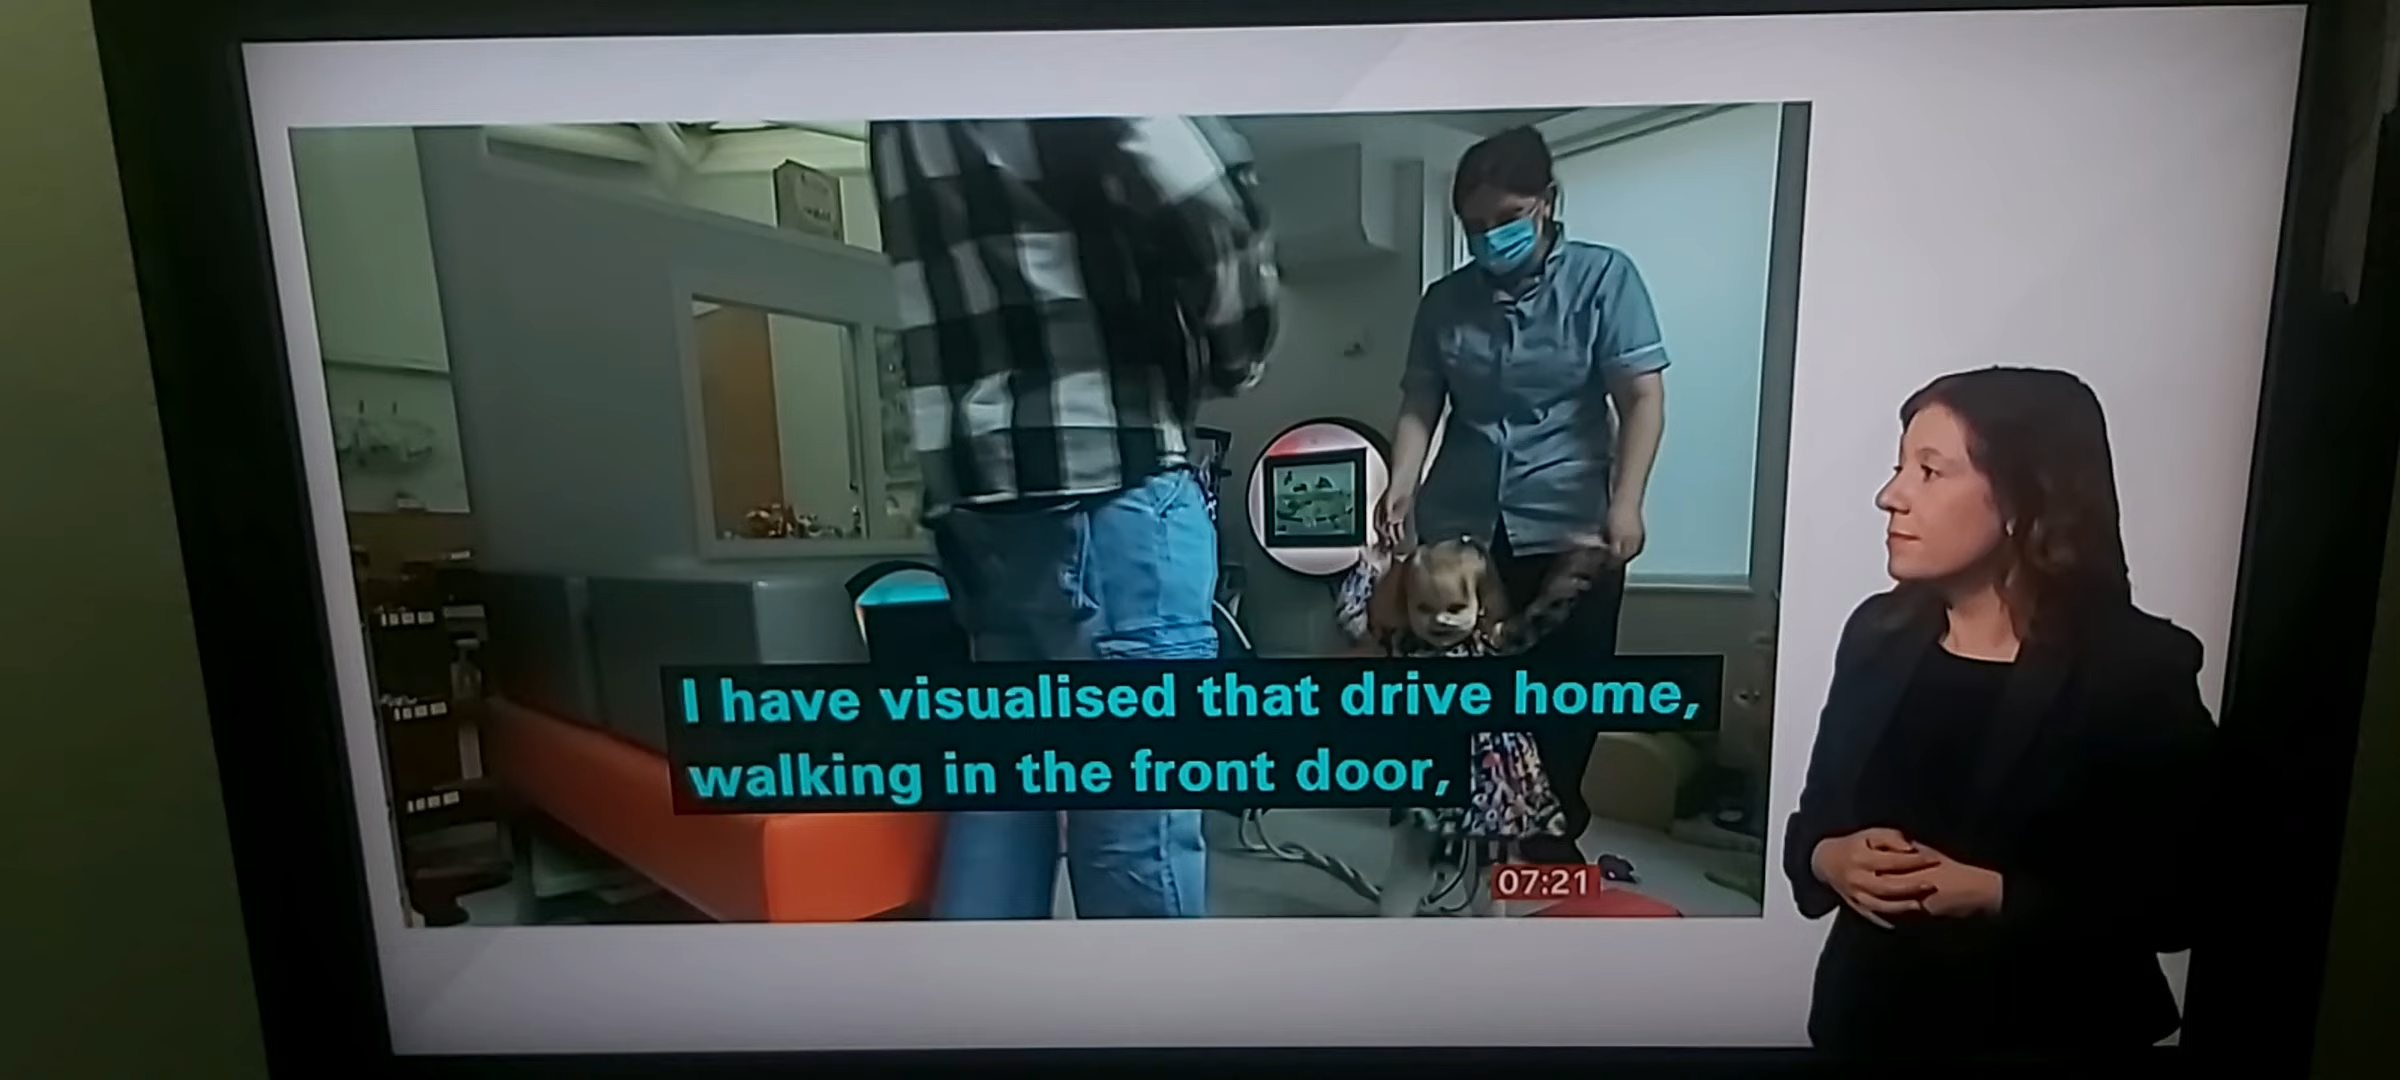 I have visualised that drive home,
walking in the front door,
07:21